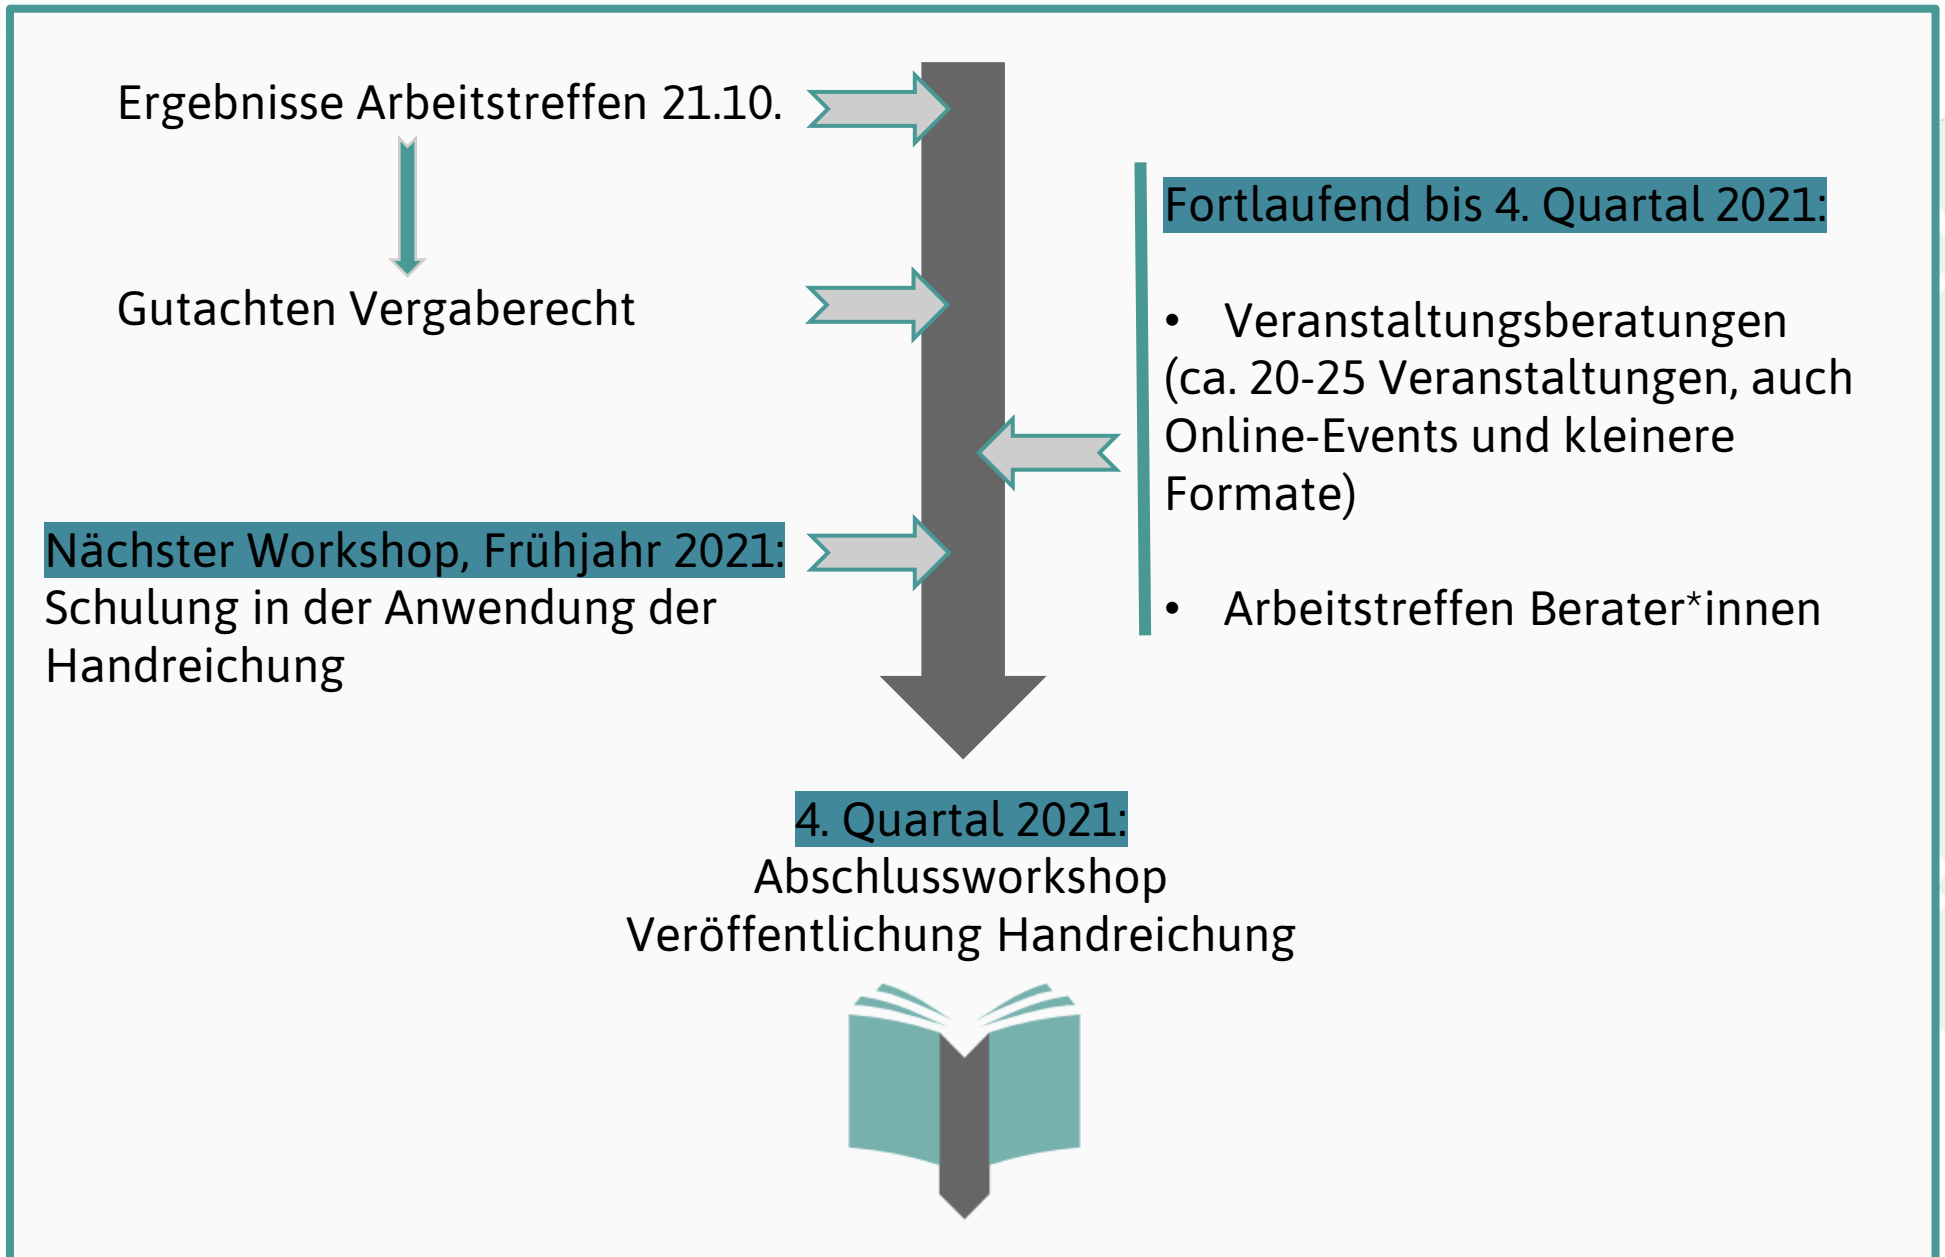 Ergebnisse Arbeitstreffen 21.10.
Gutachten Vergaberecht
Nächster Workshop, Frühjahr 2021:
Schulung in der Anwendung der
Handreichung
Fortlaufend bis 4. Quartal 2021:
• Veranstaltungsberatungen
(ca. 20-25 Veranstaltungen, auch
Online-Events und kleinere
Formate)
• Arbeitstreffen Berater*innen
4. Quartal 2021:
Abschlussworkshop
Veröffentlichung Handreichung